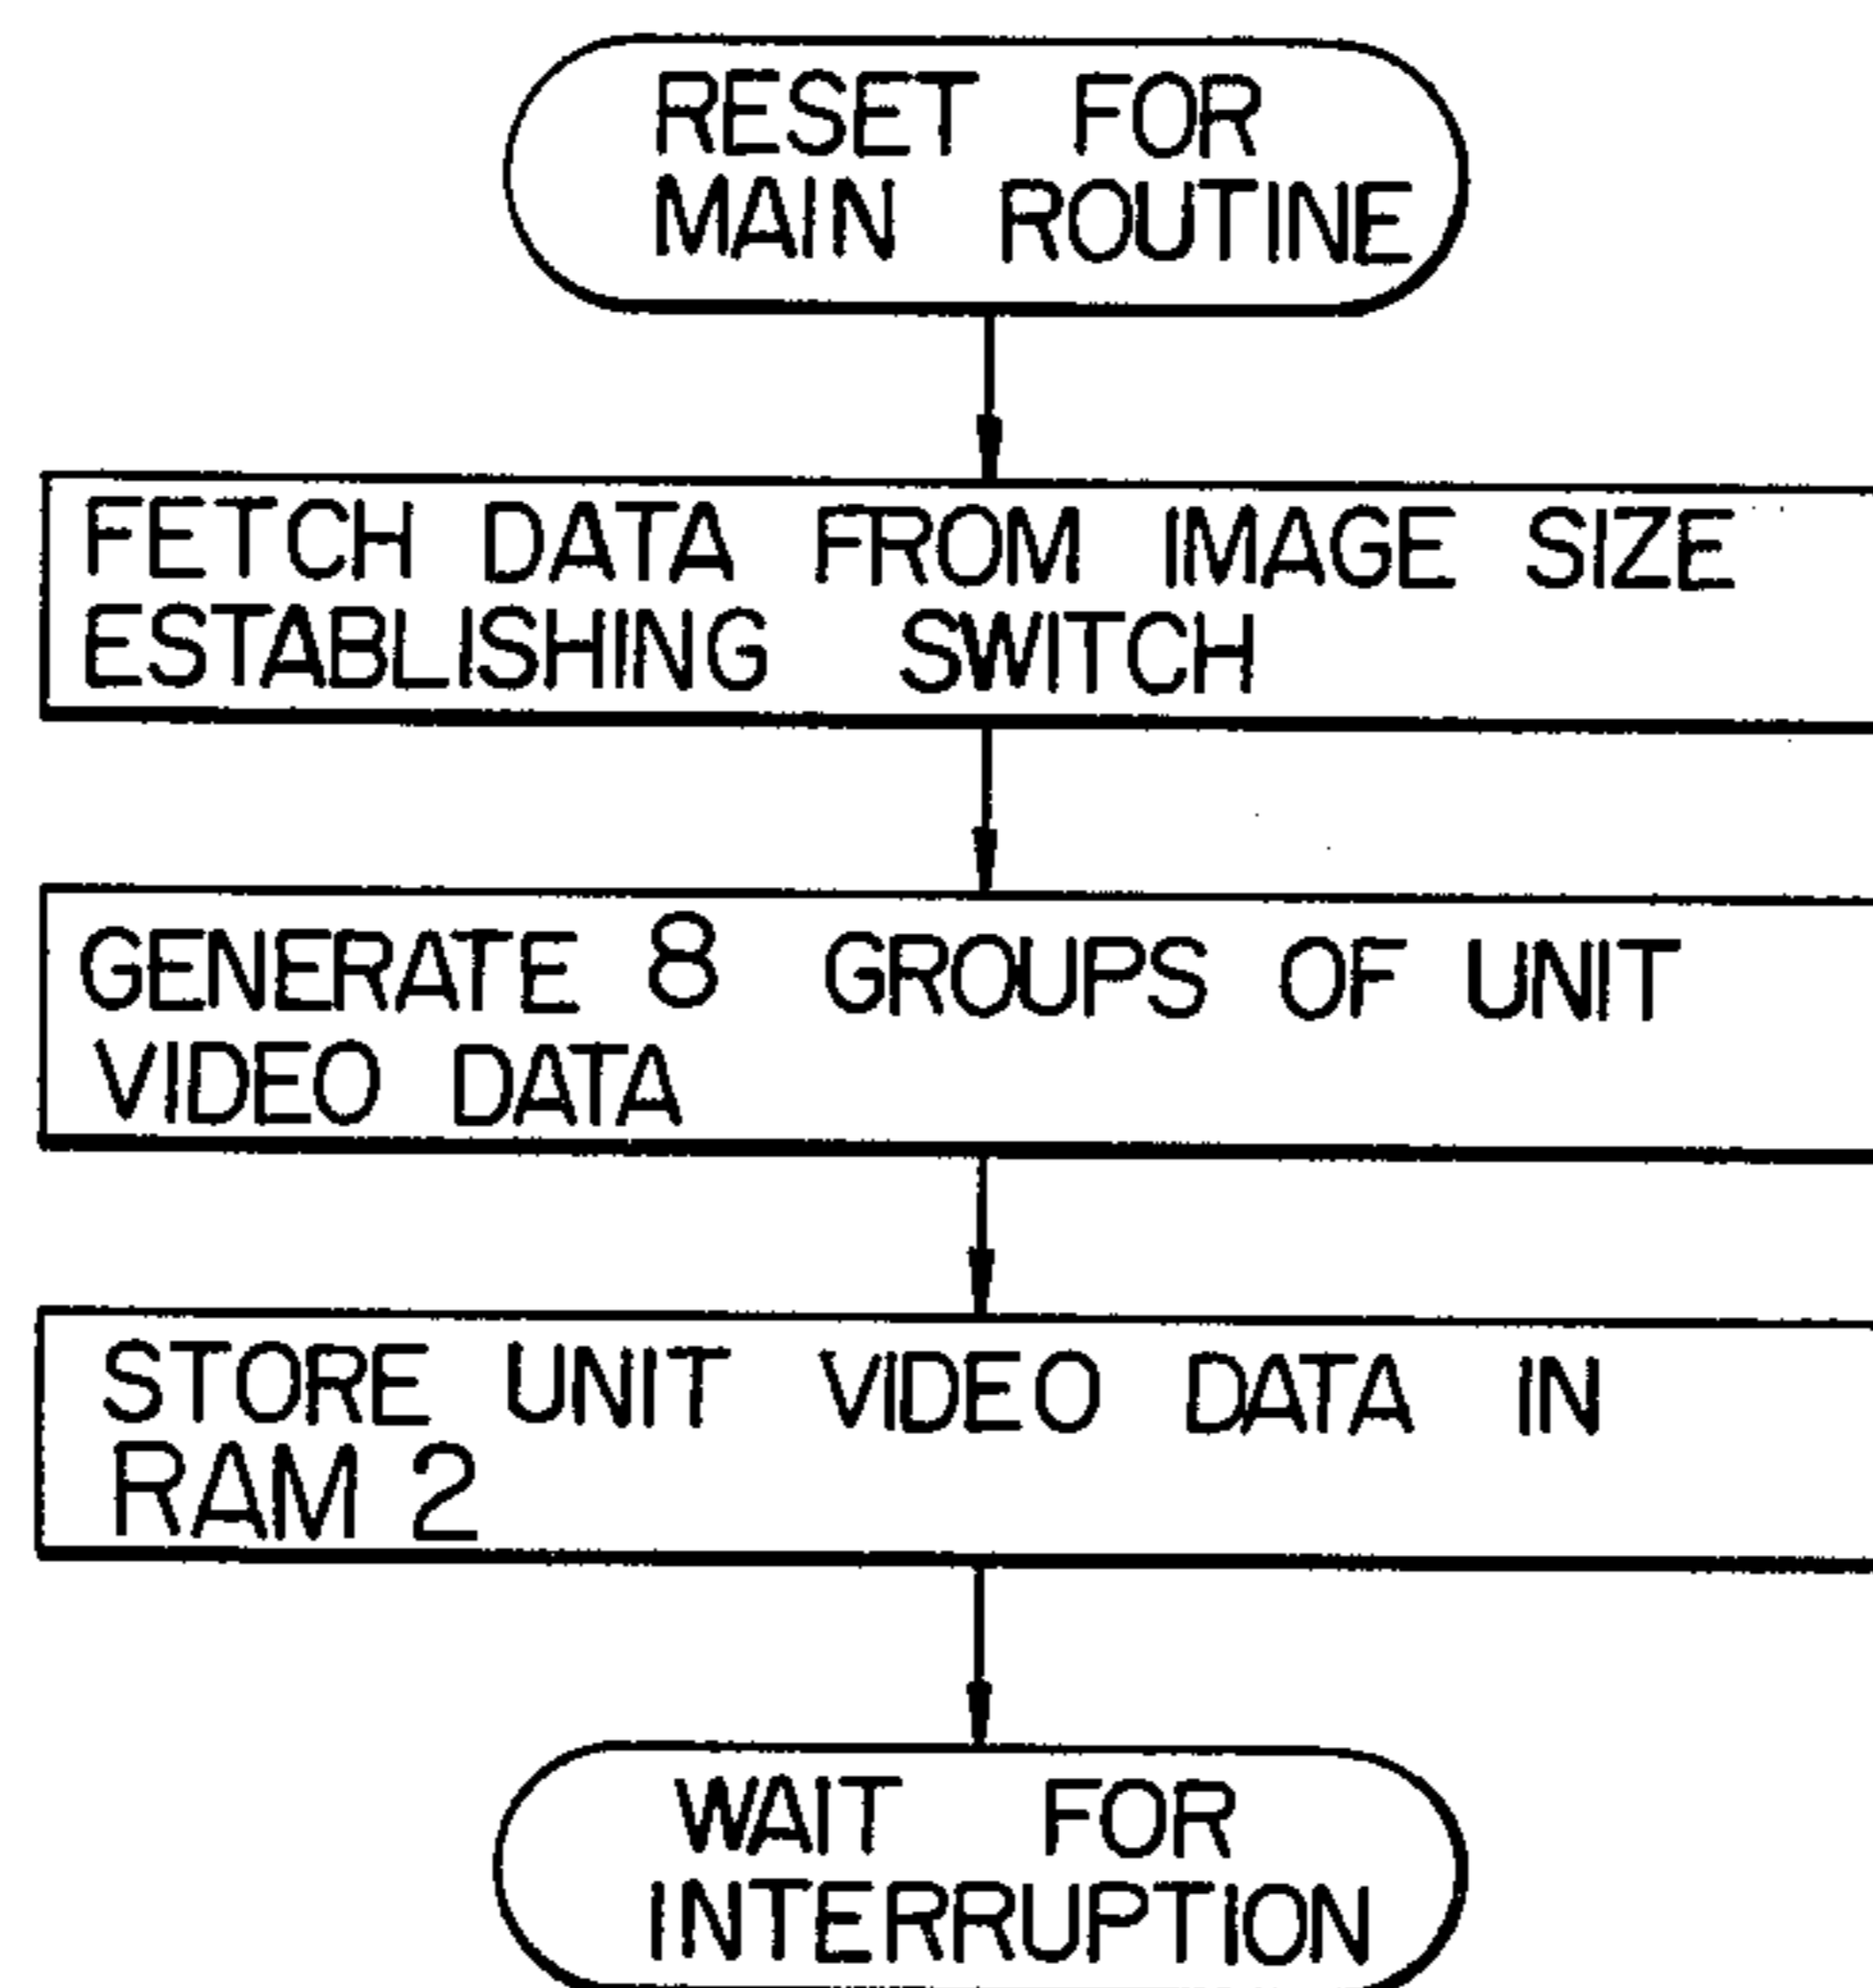 RESET FOR
MAIN ROUTINE
FETCH DATA FROM IMAGE SIZE
ESTABLISHING SWITCH
GENERATE 8 GROUPS OF UNIT
VIDEO DATA
STORE UNIT VIDEO DATA IN
RAM 2
WAIT FOR
INTERRUPTION